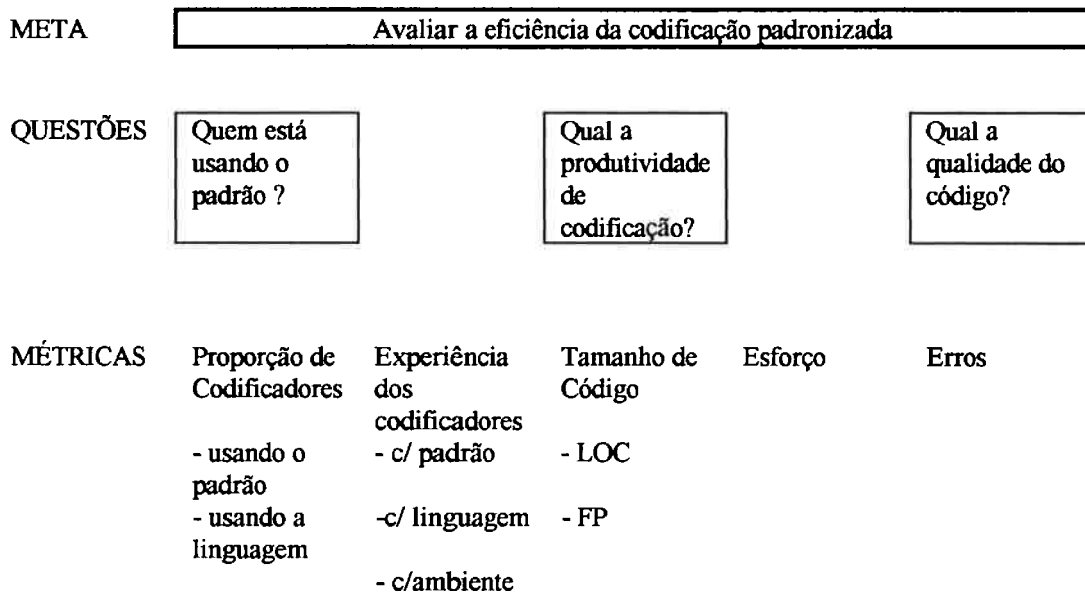 META
Avaliar a eficiência da codificação padronizada
QUESTÕES
Quem está
usando o
padrão ?
Qual a
produtividade
de
codificação?
Qual a
qualidade do
código?
MÉTRICAS
Proporção de
Codificadores
- usando o
padrão
- usando a
linguagem
Experiência
dos
codificadores
- c/ padrão
-c/ linguagem
- c/ambiente
Tamanho de
Código
- LOC
- FP
Esforço
Erros